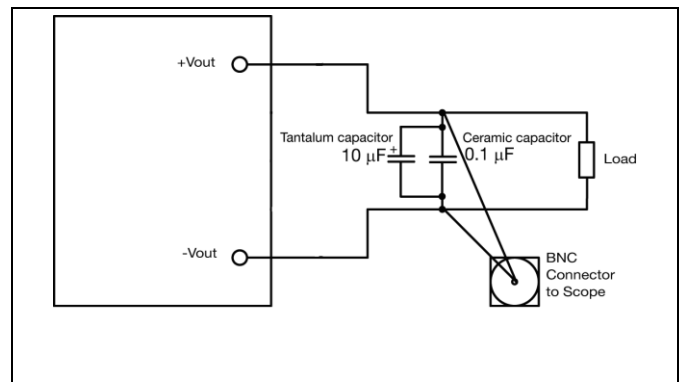 +Vout
Tantalum capacitor
10 μF
+
Ceramic capacitor
0.1 μF
Load
-Vout
BNC
Connector
to Scope